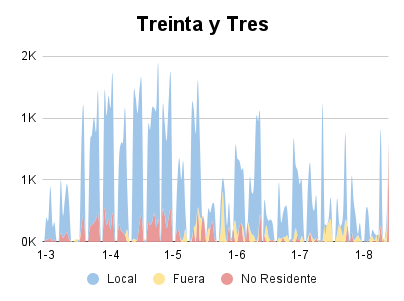 Treinta y Tres
2K
1K
1K
0K
1-3 1-4 1-5 1-6 1-7 1-8
Local Fuera No Residente